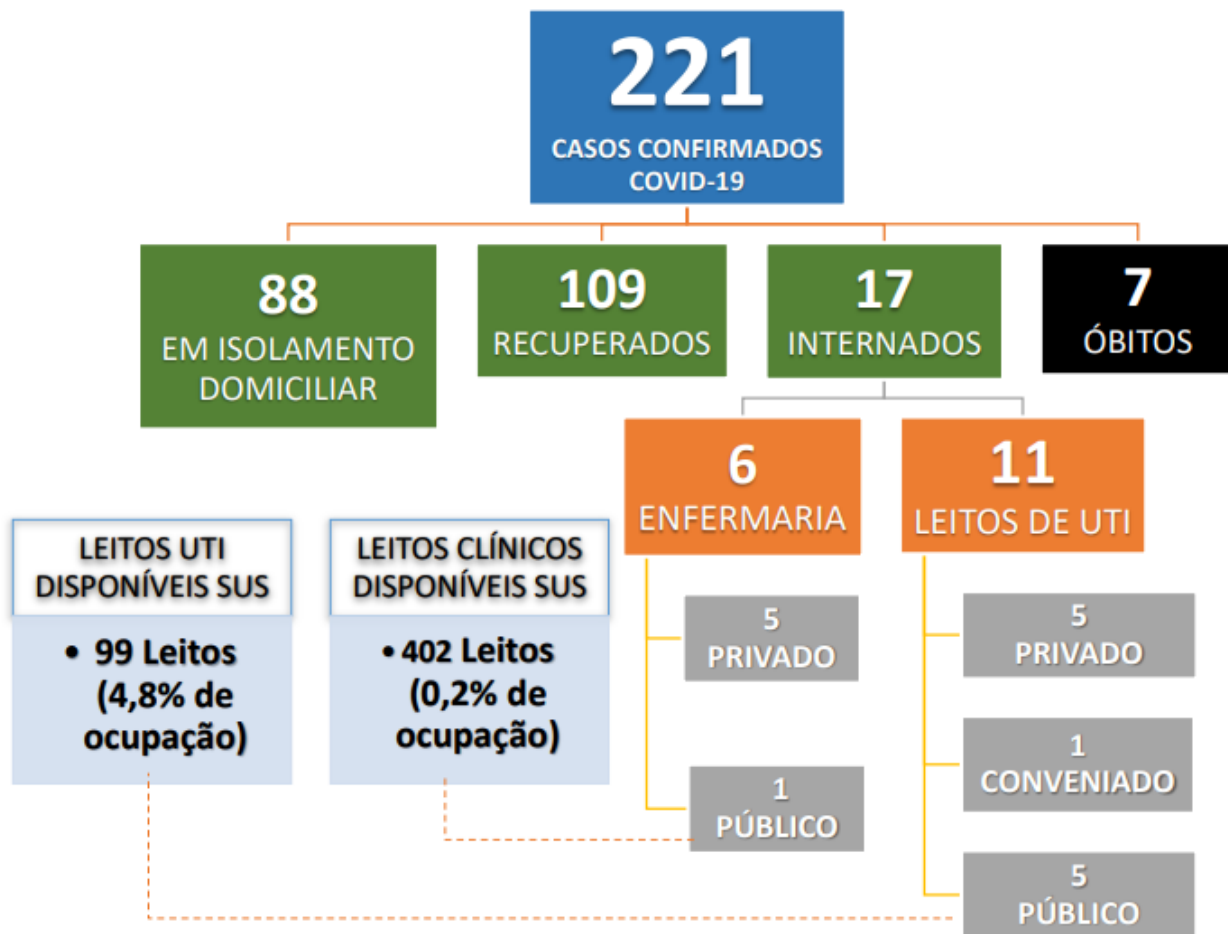 221
CASOS CONFIRMADOS
COVID-19
88
EM ISOLAMENTO
DOMICILIAR
109
RECUPERADOS
17
INTERNADOS
7
ÓBITOS
6
ENFERMARIA
11
LEITOS DE UTI
LEITOS UTI
DISPONÍVEIS SUS
• 99 Leitos
(4,8% de
ocupação)
LEITOS CLÍNICOS
DISPONÍVEIS SUS
• 402 Leitos
(0,2% de
ocupação)
5
PRIVADO
1
PÚBLICO
5
PRIVADO
1
CONVENIADO
5
PÚBLICO